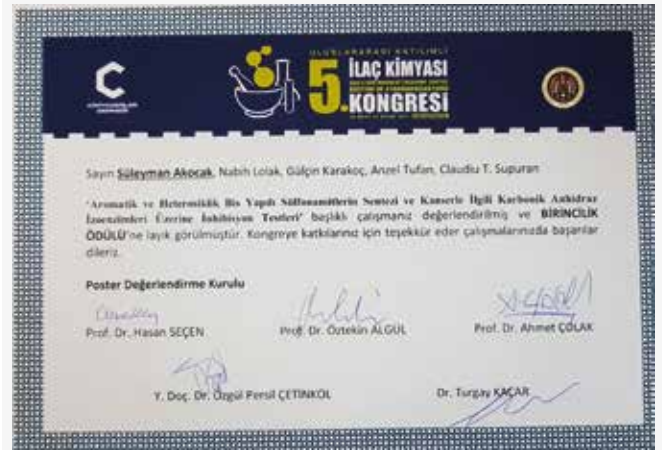 ULUSLARARASI KATILIMLI
5. İLAÇ KİMYASI
KONGRESİ
Sayın Süleyman Akocak, Nabih Lolak, Gülçin Karakoç, Anzel Tufan, Claudiu T. Supuran
'Aromatik ve Heterosiklik Bis Yapılı Sülfonamitlerin Sentezi ve Kanserle İlgili Karbonik Anhidraz
İzoenzimleri Üzerine İnhibisyon Testleri' başlıklı çalışmanız değerlendirilmiş ve BİRİNCİLİK
ÖDÜLÜ'ne layık görülmüştür. Kongreye katkılarınız için teşekkür eder çalışmalarınızda başarılar
dileriz.
Poster Değerlendirme Kurulu
Prof. Dr. Hasan SEÇEN
Prof. Dr. Öztekin ALGÜL
Prof. Dr. Ahmet ÇOLAK
Y. Doç. Dr. Özgül Persil ÇETİNKOL
Dr. Turgay KAÇAR